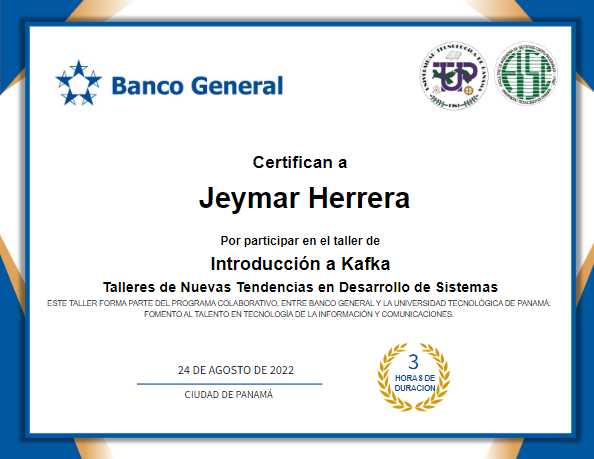 Banco General
UNIVERSIDAD TECNOLÓGICA DE PANAMÁ
UTP
1981
FISC
Certifican a
Jeymar Herrera
Por participar en el taller de
Introducción a Kafka
Talleres de Nuevas Tendencias en Desarrollo de Sistemas
ESTE TALLER FORMA PARTE DEL PROGRAMA COLABORATIVO, ENTRE BANCO GENERAL Y LA UNIVERSIDAD TECNOLÓGICA DE PANAMÁ:
FOMENTO AL TALENTO EN TECNOLOGÍA DE LA INFORMACIÓN Y COMUNICACIONES.
24 DE AGOSTO DE 2022
CIUDAD DE PANAMÁ
3
HORAS DE
DURACION